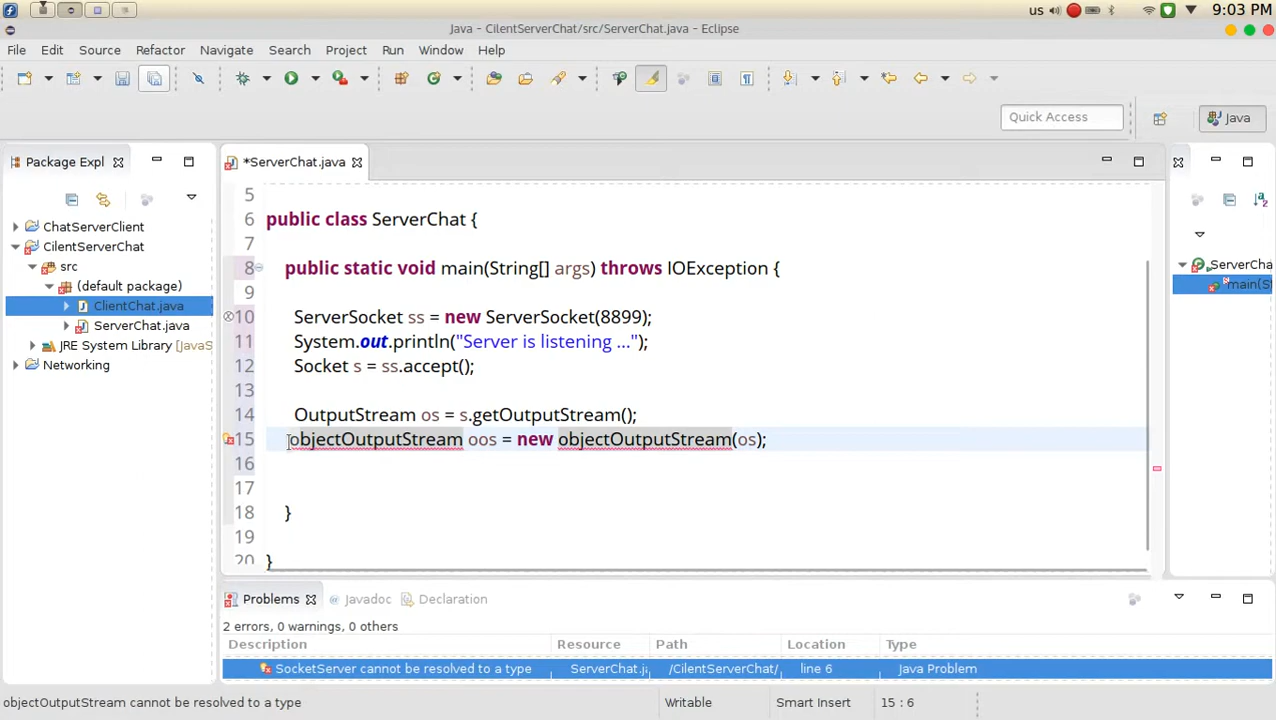 us 9:03 PM
Java - CilentServerChat/src/ServerChat.java - Eclipse
File Edit Source Refactor Navigate Search Project Run Window Help
Quick Access Java
Package Expl *ServerChat.java
ChatServerClient
CilentServerChat
src
(default package)
ClientChat.java
ServerChat.java
JRE System Library [JavaS
Networking
5
6 public class ServerChat {
7
8 public static void main(String[] args) throws IOException {
9
10 ServerSocket ss = new ServerSocket(8899);
11 System.out.println("Server is listening ...");
12 Socket s = ss.accept();
13
14 OutputStream os = s.getOutputStream();
15 objectOutputStream oos = new objectOutputStream(os);
16
17
18 }
19
20 }
ServerCha
main(S
Problems @ Javadoc Declaration
2 errors, 0 warnings, 0 others
Description Resource Path Location Type
SocketServer cannot be resolved to a type ServerChat.j /CilentServerChat/ line 6 Java Problem
objectOutputStream cannot be resolved to a type Writable Smart Insert 15 : 6